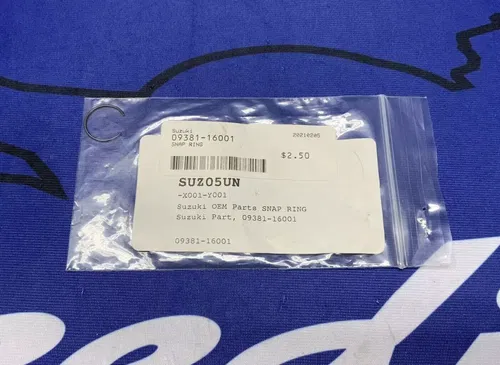 Suzuki
09381-16001
SNAP RING
20210205
$2.50
SUZ05UN
-X001-Y001
Suzuki OEM Parts SNAP RING
Suzuki Part, 09381-16001
09381-16001